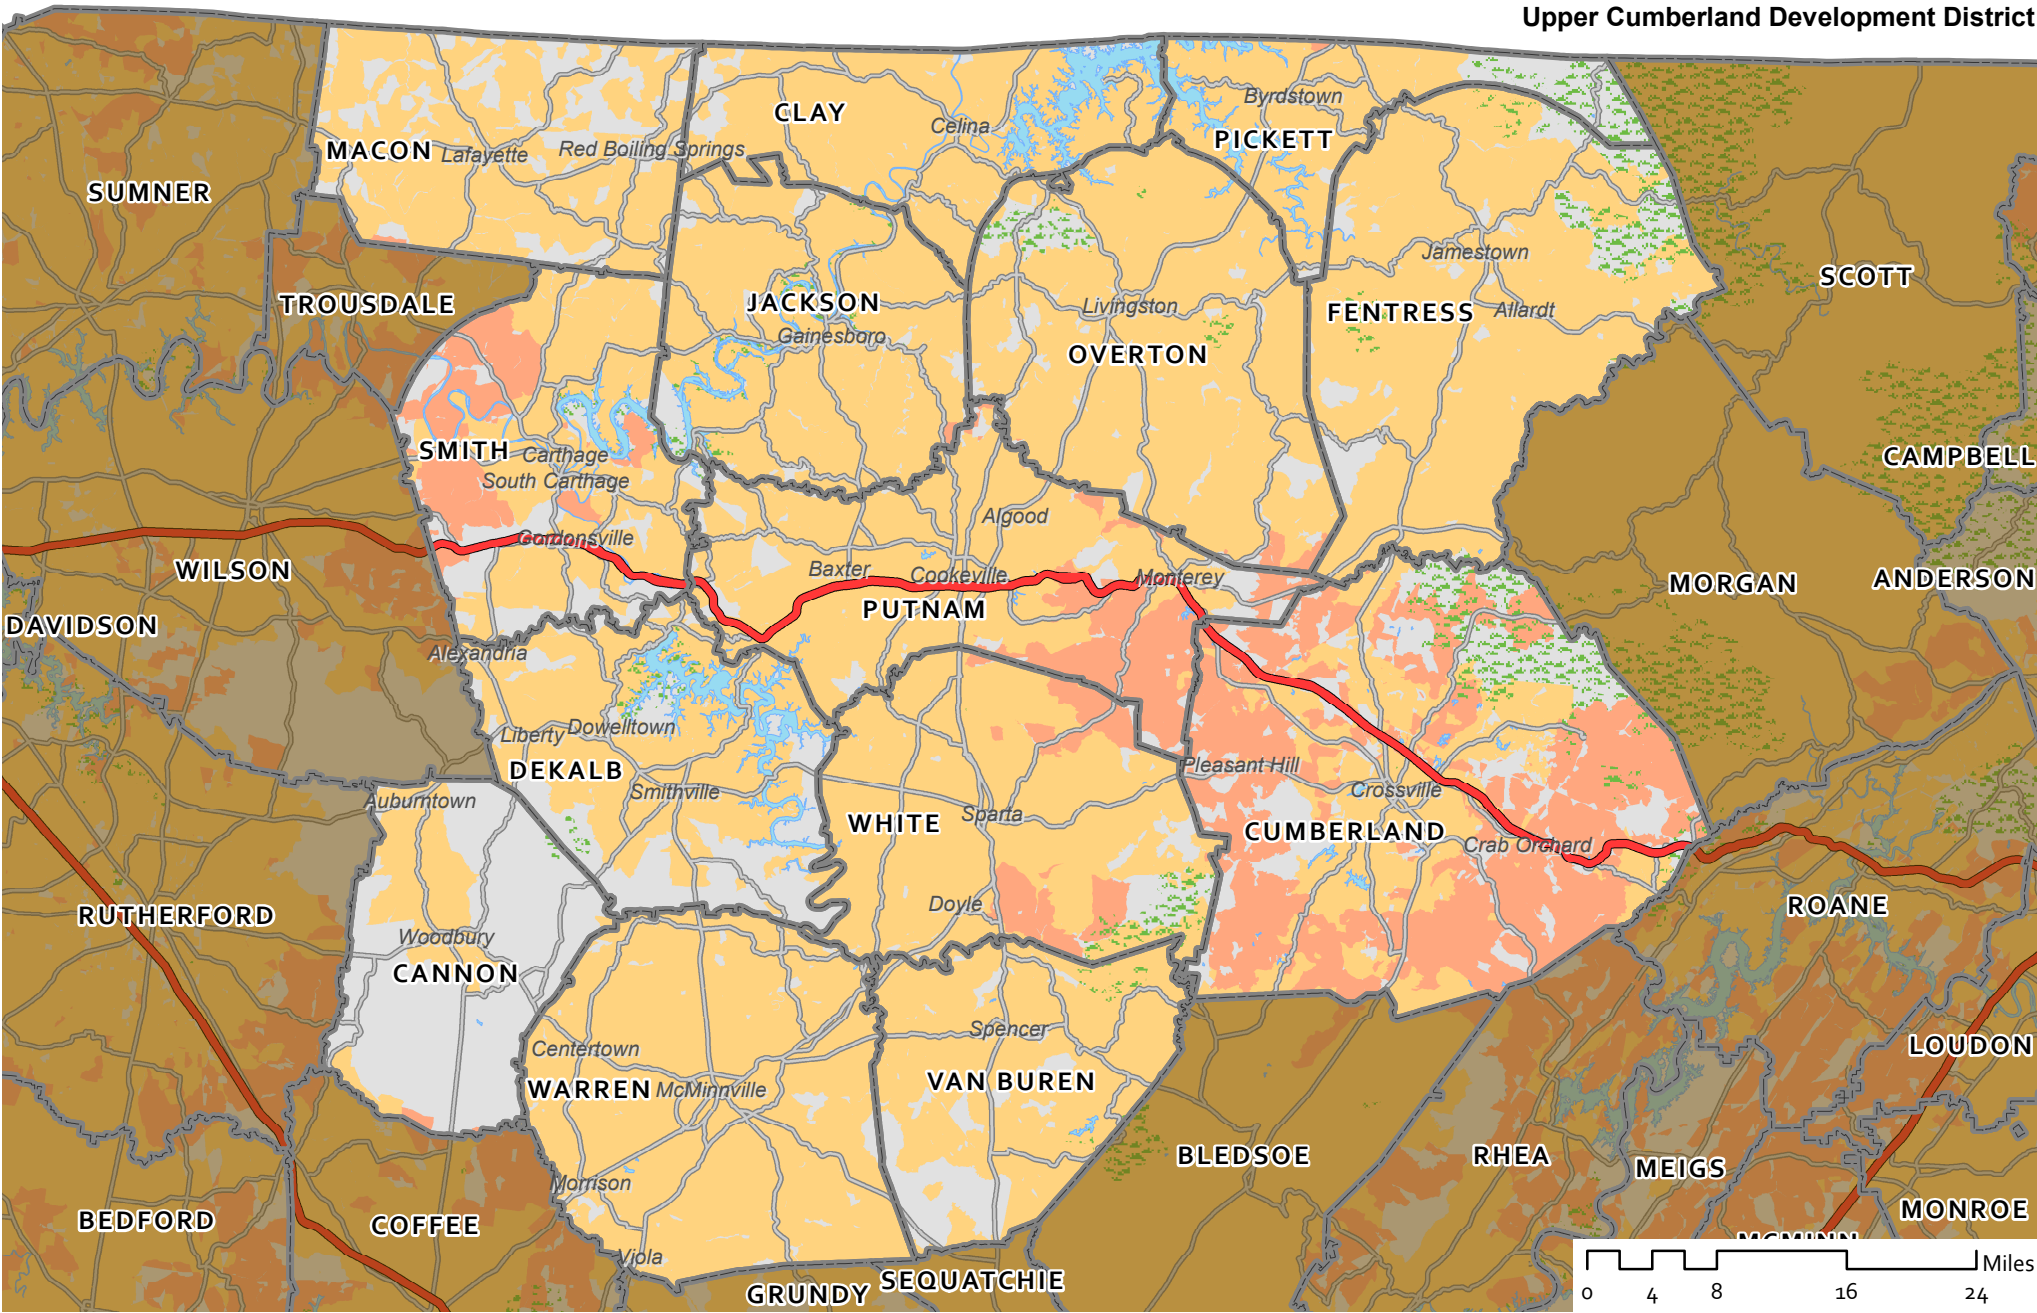 Upper Cumberland Development District
CLAY
Byrdstown
Celina
PICKETT
MACON
Lafayette
Red Boiling Springs
SUMNER
Jamestown
SCOTT
TROUSDALE
JACKSON
Livingston
FENTRESS
Allardt
Gainesboro
OVERTON
SMITH
Carthage
CAMPBELL
South Carthage
Algood
Gordonsville
WILSON
Baxter
Cookeville
Monterey
MORGAN
ANDERSON
PUTNAM
DAVIDSON
Alexandria
Liberty
Dowelltown
DEKALB
Pleasant Hill
Smithville
Crossville
Auburntown
WHITE
Sparta
CUMBERLAND
Crab Orchard
RUTHERFORD
Doyle
ROANE
Woodbury
CANNON
Spencer
Centertown
LOUDON
WARREN
McMinnville
VAN BUREN
BLEDSOE
RHEA
MEIGS
Morrison
BEDFORD
COFFEE
MONROE
MCMINN
Viola
GRUNDY
SEQUATCHIE
Miles
0 4 8 16 24